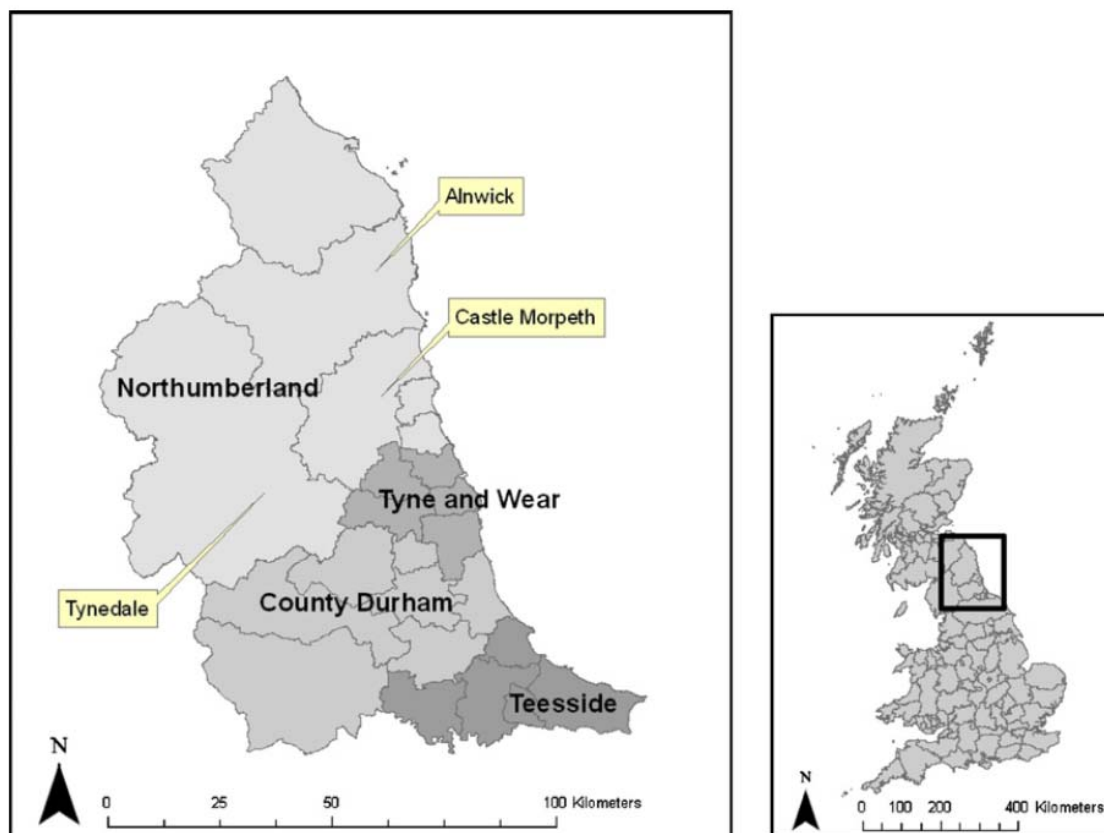 Alnwick
Castle Morpeth
Northumberland
Tyne and Wear
Tynedale
County Durham
Teesside
N
0 25 50 100 Kilometers
N
0 100 200 400 Kilometers